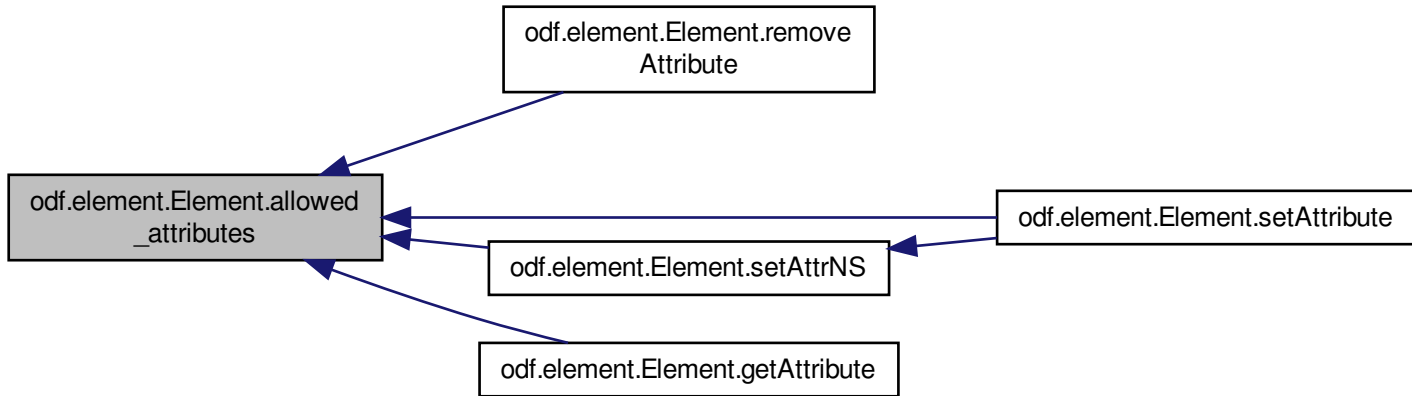 odf.element.Element.remove
Attribute
odf.element.Element.allowed
_attributes
odf.element.Element.setAttribute
odf.element.Element.setAttrNS
odf.element.Element.getAttribute